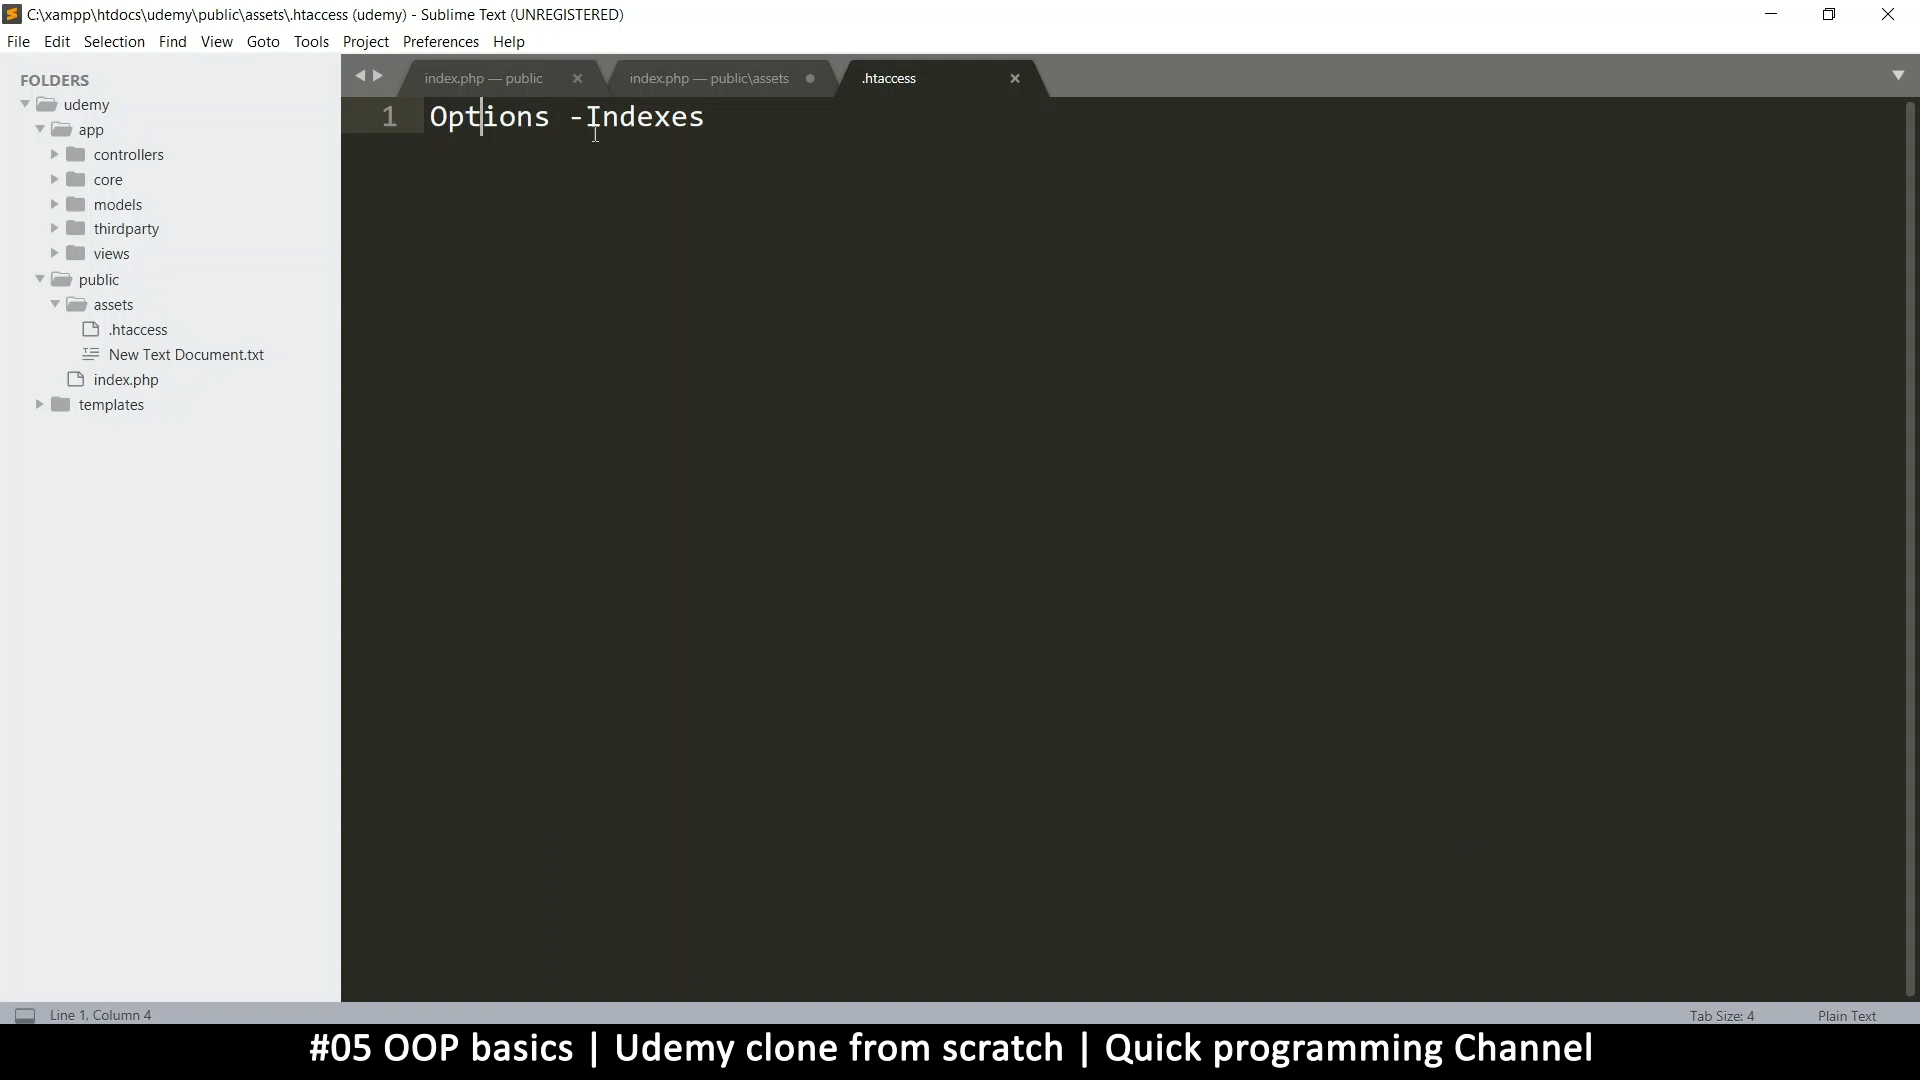 C:\xampp\htdocs\udemy\public\assets\.htaccess (udemy) - Sublime Text (UNREGISTERED)
File Edit Selection Find View Goto Tools Project Preferences Help
FOLDERS
udemy
app
controllers
core
models
thirdparty
views
public
assets
.htaccess
New Text Document.txt
index.php
templates
index.php — public
index.php — public\assets
.htaccess
1 Options -Indexes
Line 1, Column 4
Tab Size: 4
Plain Text
#05 OOP basics | Udemy clone from scratch | Quick programming Channel